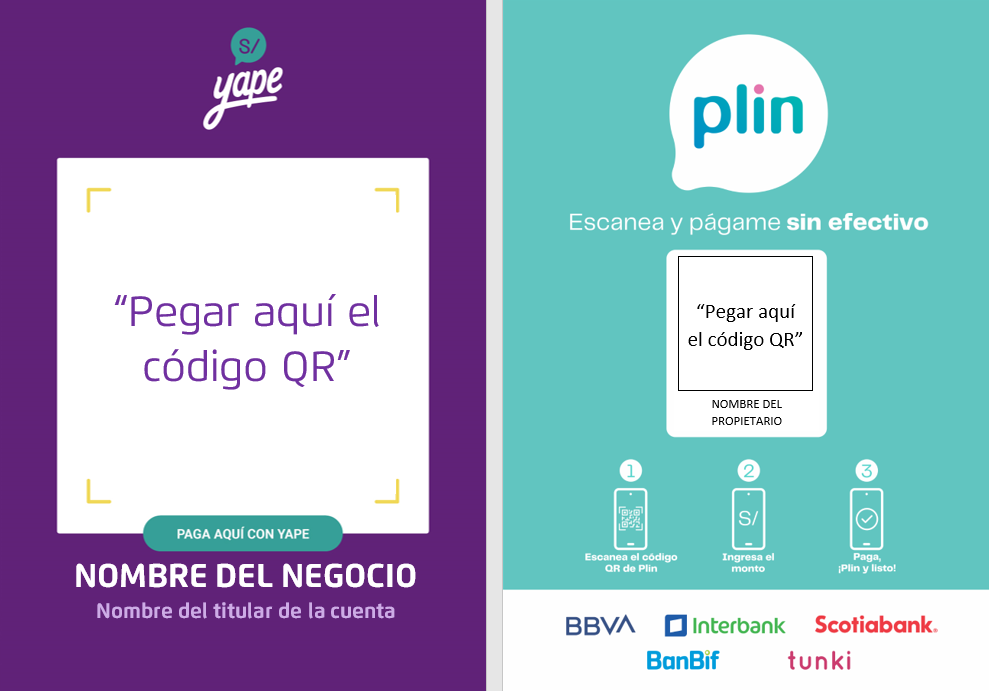 S/
yape
“Pegar aquí el
código QR”
PAGA AQUÍ CON YAPE
NOMBRE DEL NEGOCIO
Nombre del titular de la cuenta
plin
Escanea y págame sin efectivo
“Pegar aquí
el código QR”
NOMBRE DEL
PROPIETARIO
1
Escanea el código
QR de Plin
2
S/
Ingresa el
monto
3
Paga,
¡Plin y listo!
BBVA Interbank Scotiabank.
BanBif tunki